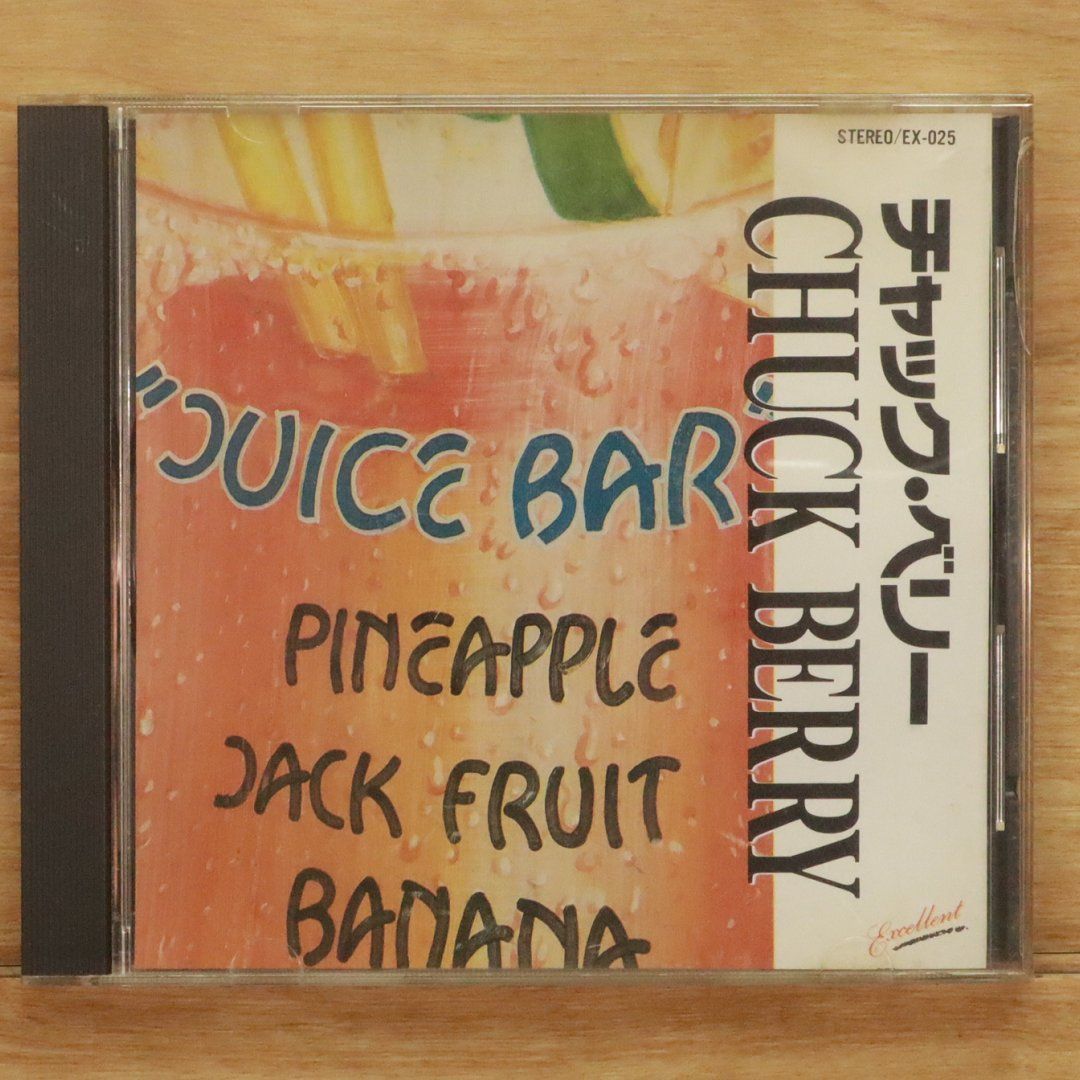 STEREO/EX-025
チャック・ベリー
CHUCK BERRY
"JUICE BAR"
PINEAPPLE
JACK FRUIT
BANANA
Excellent